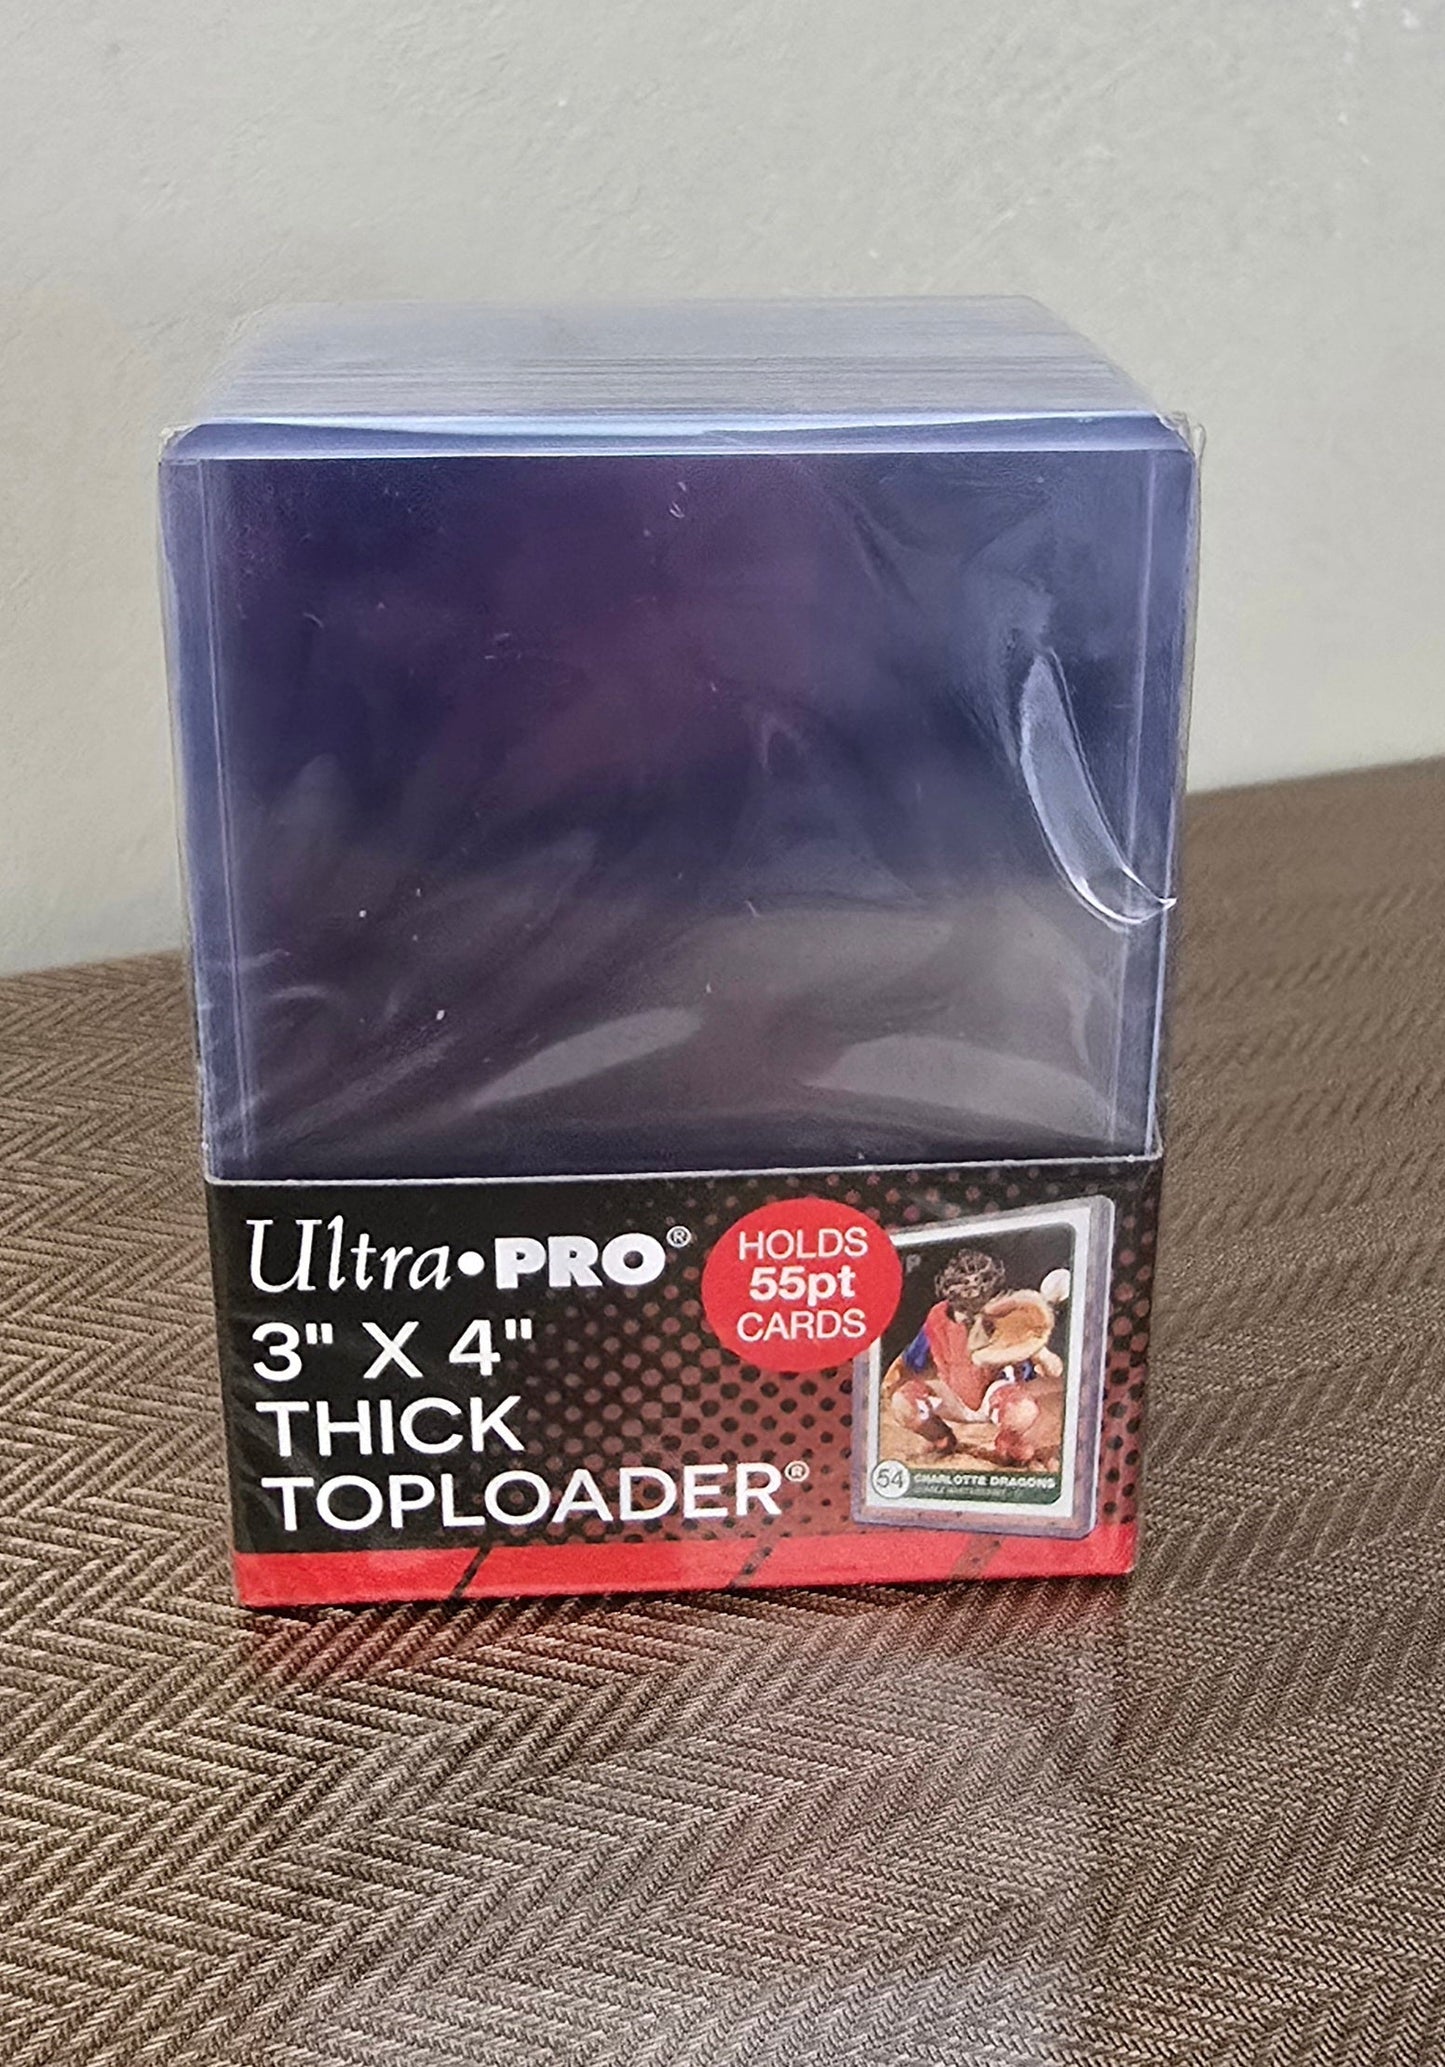 Ultra•PRO®
3" X 4"
THICK
TOPLOADER®
HOLDS
55pt
CARDS
54
CHARLOTTE DRAGONS